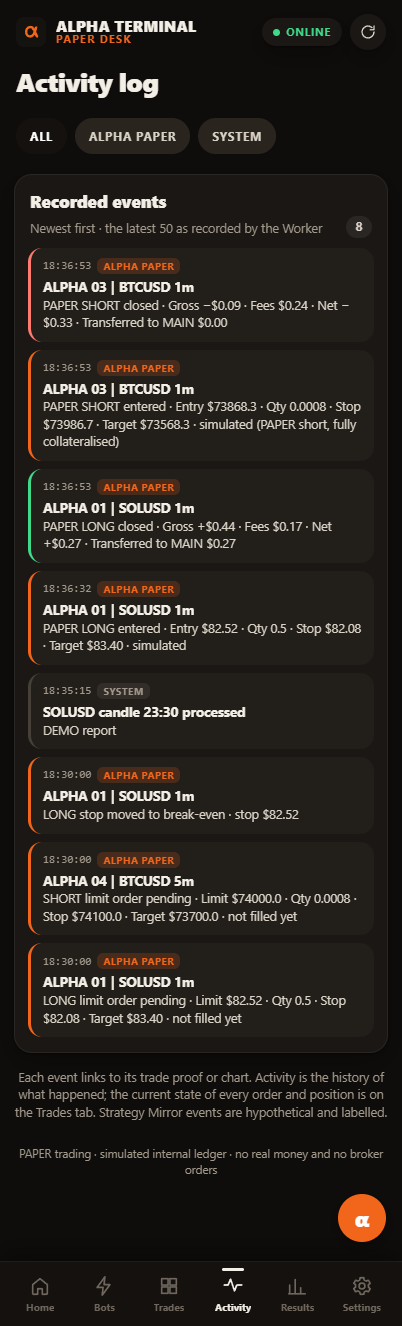 α
ALPHA TERMINAL
PAPER DESK
ONLINE
Activity log
ALL
ALPHA PAPER
SYSTEM
Recorded events
Newest first · the latest 50 as recorded by the Worker
8
18:36:53 ALPHA PAPER
ALPHA 03 | BTCUSD 1m
PAPER SHORT closed · Gross −$0.09 · Fees $0.24 · Net −
$0.33 · Transferred to MAIN $0.00
18:36:53 ALPHA PAPER
ALPHA 03 | BTCUSD 1m
PAPER SHORT entered · Entry $73868.3 · Qty 0.0008 · Stop
$73986.7 · Target $73568.3 · simulated (PAPER short, fully
collateralised)
18:36:53 ALPHA PAPER
ALPHA 01 | SOLUSD 1m
PAPER LONG closed · Gross +$0.44 · Fees $0.17 · Net
+$0.27 · Transferred to MAIN $0.27
18:36:32 ALPHA PAPER
ALPHA 01 | SOLUSD 1m
PAPER LONG entered · Entry $82.52 · Qty 0.5 · Stop $82.08
· Target $83.40 · simulated
18:35:15 SYSTEM
SOLUSD candle 23:30 processed
DEMO report
18:30:00 ALPHA PAPER
ALPHA 01 | SOLUSD 1m
LONG stop moved to break-even · stop $82.52
18:30:00 ALPHA PAPER
ALPHA 04 | BTCUSD 5m
SHORT limit order pending · Limit $74000.0 · Qty 0.0008 ·
Stop $74100.0 · Target $73700.0 · not filled yet
18:30:00 ALPHA PAPER
ALPHA 01 | SOLUSD 1m
LONG limit order pending · Limit $82.52 · Qty 0.5 · Stop
$82.08 · Target $83.40 · not filled yet
Each event links to its trade proof or chart. Activity is the history of
what happened; the current state of every order and position is on
the Trades tab. Strategy Mirror events are hypothetical and labelled.
PAPER trading · simulated internal ledger · no real money and no broker
orders
α
Home
Bots
Trades
Activity
Results
Settings